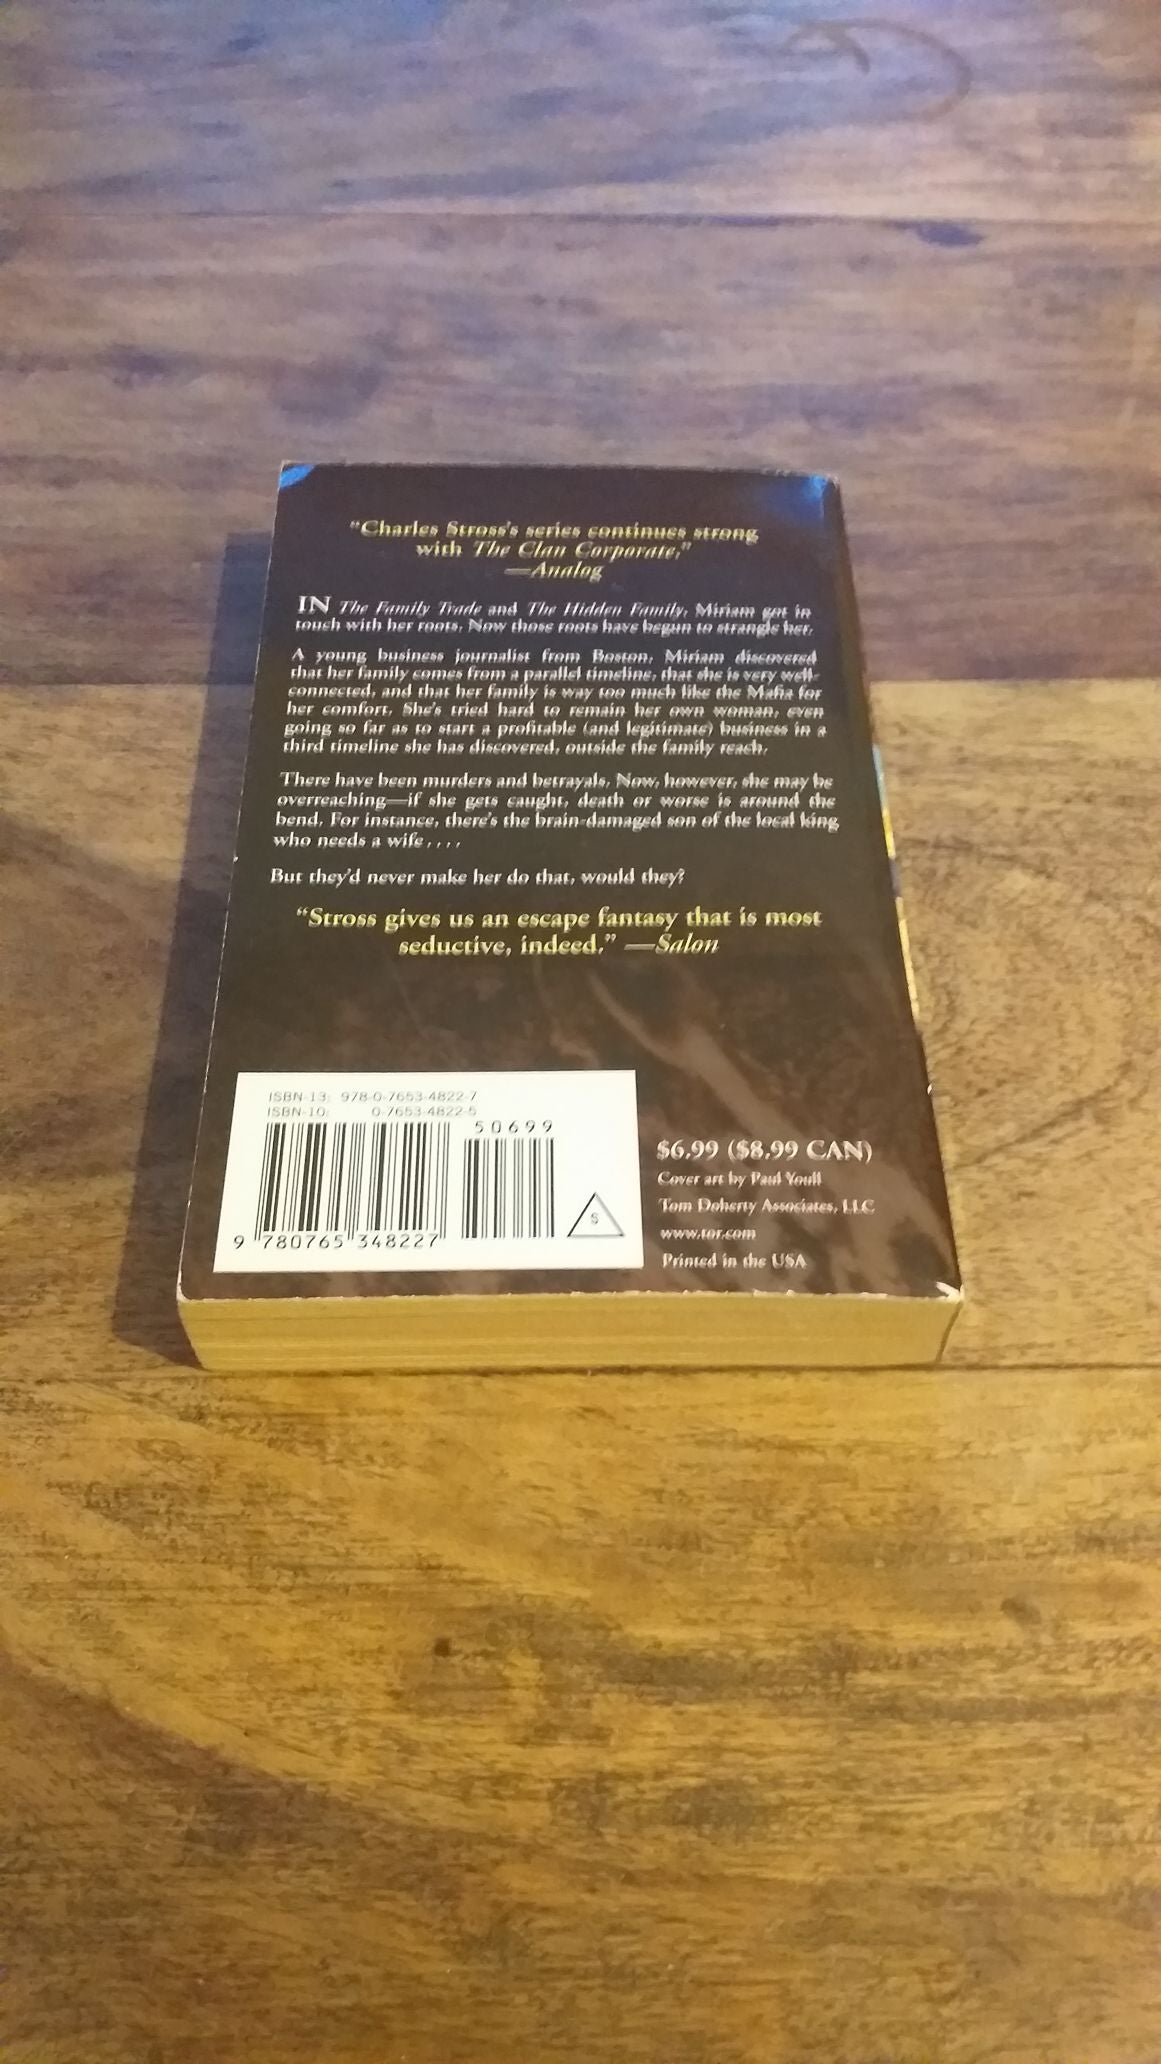 "Charles Stross's series continues strong
with The Clan Corporate."
—Analog
IN The Family Trade and The Hidden Family, Miriam got in
touch with her roots. Now those roots have begun to strangle her.
A young business journalist from Boston, Miriam discovered
that her family comes from a parallel timeline, that she is very well-
connected, and that her family is way too much like the Mafia for
her comfort. She's tried hard to remain her own woman, even
going so far as to start a profitable (and legitimate) business in a
third timeline she has discovered, outside the family reach.
There have been murders and betrayals. Now, however, she may be
overreaching—if she gets caught, death or worse is around the
bend. For instance, there's the brain-damaged son of the local king
who needs a wife . . . .
But they'd never make her do that, would they?
"Stross gives us an escape fantasy that is most
seductive, indeed." —Salon
ISBN-13: 978-0-7653-4822-7
ISBN-10: 0-7653-4822-5
50699
9 780765 348227
S
$6.99 ($8.99 CAN)
Cover art by Paul Youll
Tom Doherty Associates, LLC
www.tor.com
Printed in the USA